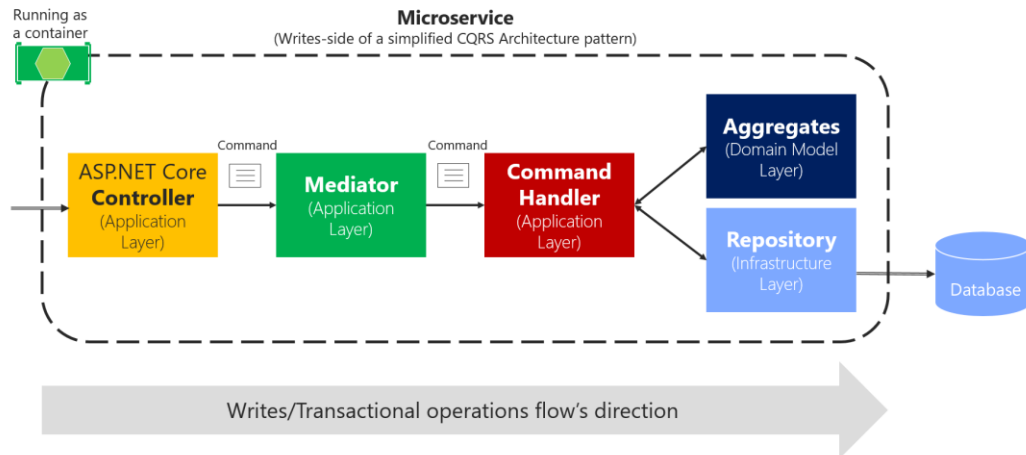 Running as
a container
Microservice
(Writes-side of a simplified CQRS Architecture pattern)
Command
ASP.NET Core
Controller
(Application
Layer)
Mediator
(Application
Layer)
Command
Command
Handler
(Application
Layer)
Aggregates
(Domain Model
Layer)
Repository
(Infrastructure
Layer)
Database
Writes/Transactional operations flow's direction